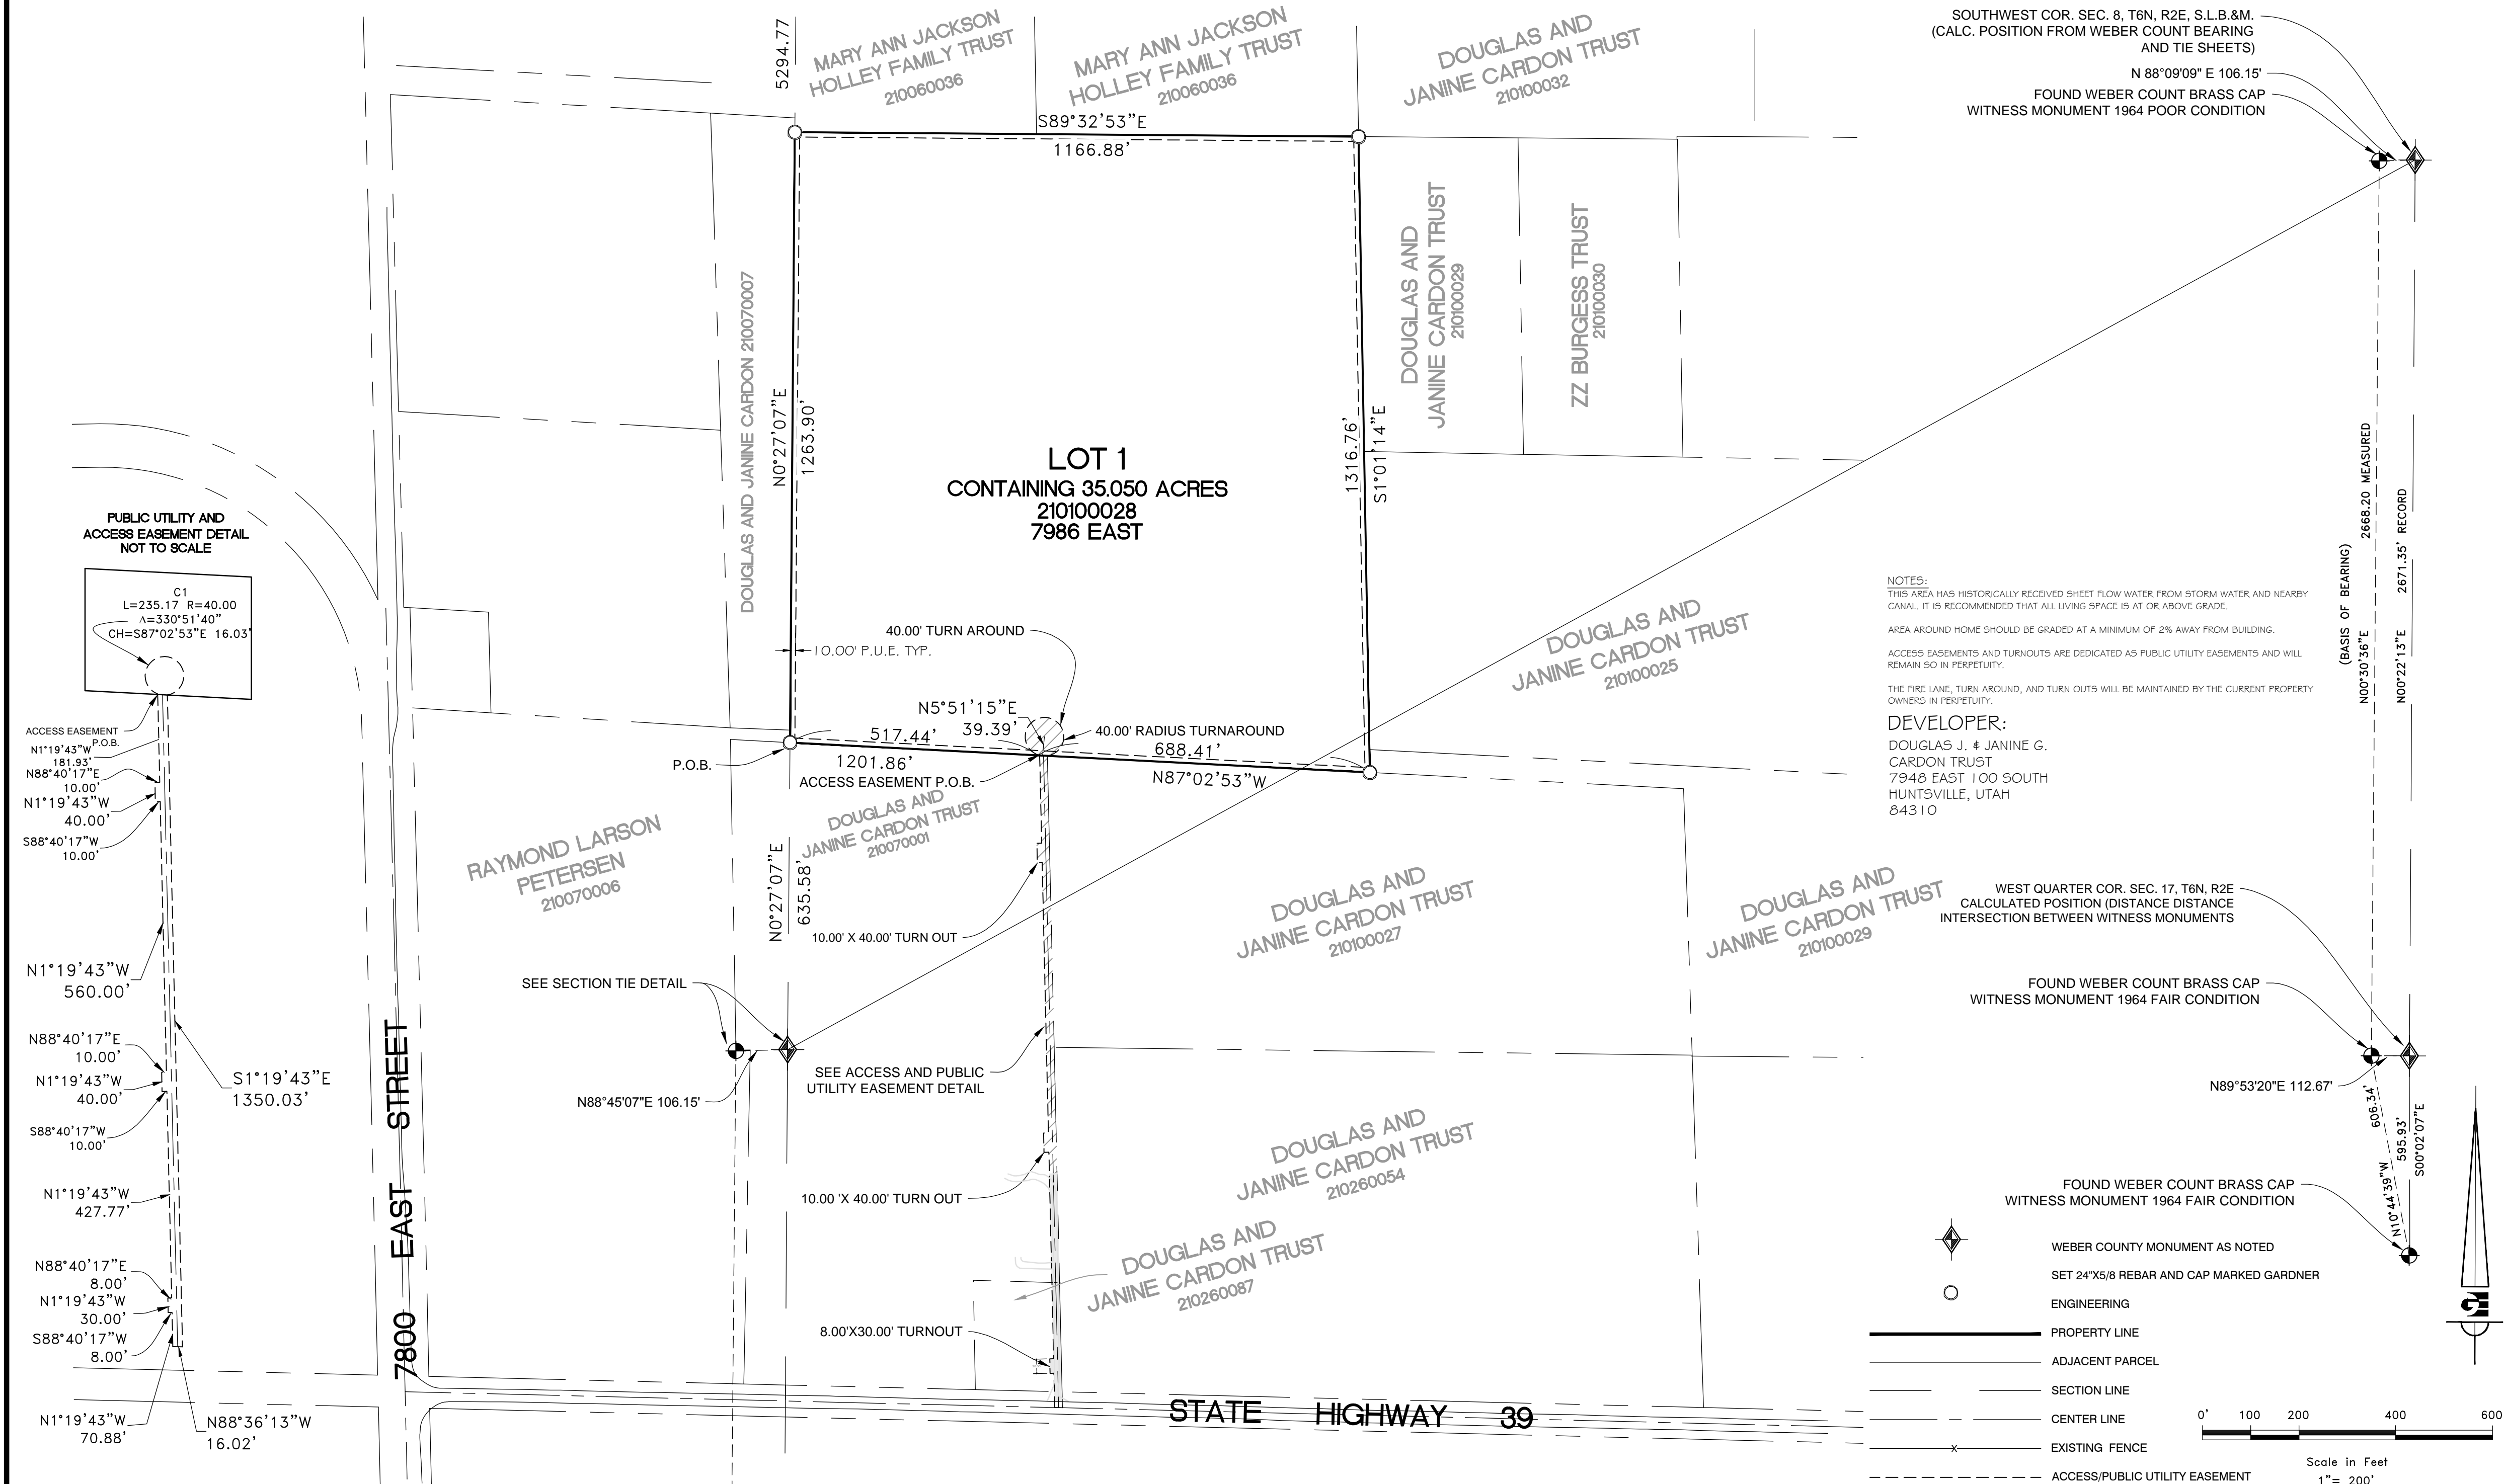 5294.77
MARY ANN JACKSON
HOLLEY FAMILY TRUST
210060036
MARY ANN JACKSON
HOLLEY FAMILY TRUST
210060036
DOUGLAS AND
JANINE CARDON TRUST
210100032
SOUTHWEST COR. SEC. 8, T6N, R2E, S.L.B.&M.
(CALC. POSITION FROM WEBER COUNT BEARING
AND TIE SHEETS)
N 88°09'09" E 106.15'
FOUND WEBER COUNT BRASS CAP
WITNESS MONUMENT 1964 POOR CONDITION
S89°32'53"E
1166.88'
DOUGLAS AND JANINE CARDON 210070007
N0°27'07"E
1263.90'
LOT 1
CONTAINING 35.050 ACRES
210100028
7986 EAST
1316.76'
S1°01'14"E
DOUGLAS AND
JANINE CARDON TRUST
210100029
ZZ BURGESS TRUST
210100030
(BASIS OF BEARING)
N00°30'36"E 2668.20 MEASURED
N00°22'13"E 2671.35' RECORD
PUBLIC UTILITY AND
ACCESS EASEMENT DETAIL
NOT TO SCALE
C1
L=235.17 R=40.00
Δ=330°51'40"
CH=S87°02'53"E 16.03'
ACCESS EASEMENT
P.O.B.
N1°19'43"W
181.93'
N88°40'17"E
10.00'
N1°19'43"W
40.00'
S88°40'17"W
10.00'
N1°19'43"W
560.00'
N88°40'17"E
10.00'
N1°19'43"W
40.00'
S88°40'17"W
10.00'
S1°19'43"E
1350.03'
N1°19'43"W
427.77'
N88°40'17"E
8.00'
N1°19'43"W
30.00'
S88°40'17"W
8.00'
N1°19'43"W
70.88'
N88°36'13"W
16.02'
7800 EAST STREET
40.00' TURN AROUND
10.00' P.U.E. TYP.
N5°51'15"E
39.39'
40.00' RADIUS TURNAROUND
517.44'
688.41'
P.O.B.
1201.86'
ACCESS EASEMENT P.O.B.
N87°02'53"W
DOUGLAS AND
JANINE CARDON TRUST
210100025
DOUGLAS AND
JANINE CARDON TRUST
210070001
RAYMOND LARSON
PETERSEN
210070006
N0°27'07"E
635.58'
10.00' X 40.00' TURN OUT
DOUGLAS AND
JANINE CARDON TRUST
210100027
DOUGLAS AND
JANINE CARDON TRUST
210100029
SEE SECTION TIE DETAIL
SEE ACCESS AND PUBLIC
UTILITY EASEMENT DETAIL
N88°45'07"E 106.15'
DOUGLAS AND
JANINE CARDON TRUST
210260054
10.00 'X 40.00' TURN OUT
DOUGLAS AND
JANINE CARDON TRUST
210260087
8.00'X30.00' TURNOUT
STATE HIGHWAY 39
NOTES:
THIS AREA HAS HISTORICALLY RECEIVED SHEET FLOW WATER FROM STORM WATER AND NEARBY
CANAL. IT IS RECOMMENDED THAT ALL LIVING SPACE IS AT OR ABOVE GRADE.
AREA AROUND HOME SHOULD BE GRADED AT A MINIMUM OF 2% AWAY FROM BUILDING.
ACCESS EASEMENTS AND TURNOUTS ARE DEDICATED AS PUBLIC UTILITY EASEMENTS AND WILL
REMAIN SO IN PERPETUITY.
THE FIRE LANE, TURN AROUND, AND TURN OUTS WILL BE MAINTAINED BY THE CURRENT PROPERTY
OWNERS IN PERPETUITY.
DEVELOPER:
DOUGLAS J. & JANINE G.
CARDON TRUST
7948 EAST 100 SOUTH
HUNTSVILLE, UTAH
84310
WEST QUARTER COR. SEC. 17, T6N, R2E
CALCULATED POSITION (DISTANCE DISTANCE
INTERSECTION BETWEEN WITNESS MONUMENTS
FOUND WEBER COUNT BRASS CAP
WITNESS MONUMENT 1964 FAIR CONDITION
N89°53'20"E 112.67'
N10°44'39"W 606.34'
595.93'
S00°02'07"E
FOUND WEBER COUNT BRASS CAP
WITNESS MONUMENT 1964 FAIR CONDITION
WEBER COUNTY MONUMENT AS NOTED
SET 24"X5/8 REBAR AND CAP MARKED GARDNER
ENGINEERING
PROPERTY LINE
ADJACENT PARCEL
SECTION LINE
CENTER LINE
X EXISTING FENCE
ACCESS/PUBLIC UTILITY EASEMENT
0' 100 200 400 600
Scale in Feet
1"= 200'